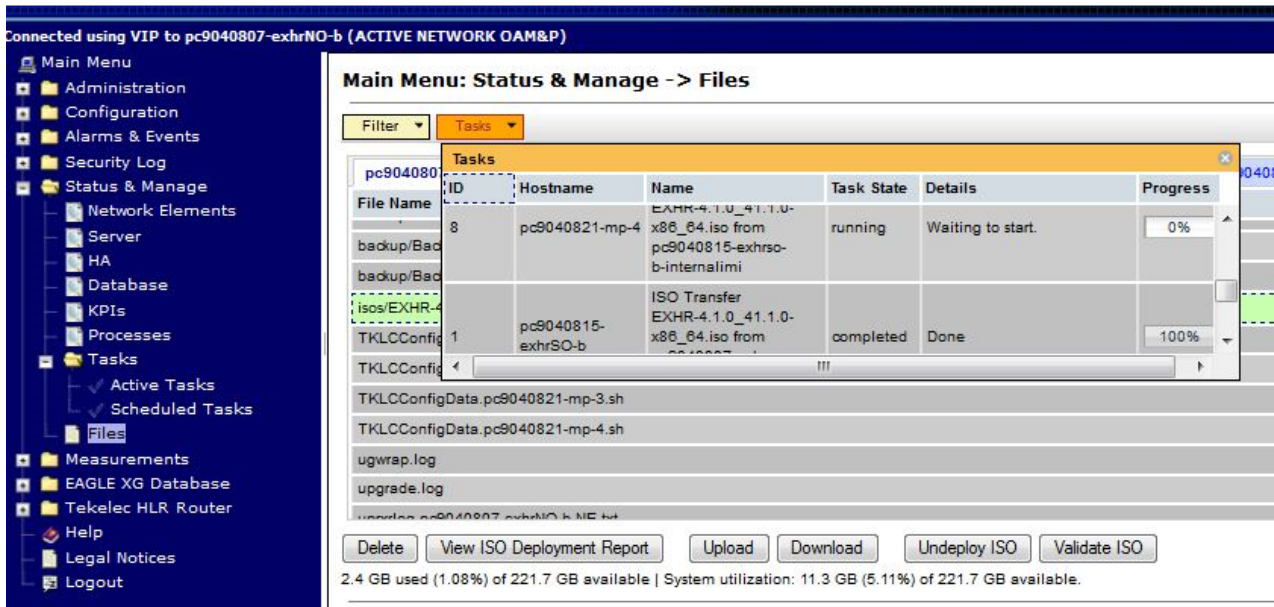 Connected using VIP to pc9040807-exhrNO-b (ACTIVE NETWORK OAM&P)
Main Menu
Administration
Configuration
Alarms & Events
Security Log
Status & Manage
Network Elements
Server
HA
Database
KPIs
Processes
Tasks
Active Tasks
Scheduled Tasks
Files
Measurements
EAGLE XG Database
Tekelec HLR Router
Help
Legal Notices
Logout
Main Menu: Status & Manage -> Files
Filter Tasks
pc904080
File Name
backup/Bac
backup/Bac
isos/EXHR-4
TKLCConfig
TKLCConfig
TKLCConfigData.pc9040821-mp-3.sh
TKLCConfigData.pc9040821-mp-4.sh
ugwrap.log
upgrade.log
Tasks
ID Hostname Name Task State Details Progress
EXHR-4.1.0_41.1.0-
8 pc9040821-mp-4 x86_64.iso from running Waiting to start. 0%
pc9040815-exhrso-
b-internalimi
ISO Transfer
EXHR-4.1.0_41.1.0-
1 pc9040815-exhrSO-b x86_64.iso from completed Done 100%
Delete View ISO Deployment Report Upload Download Undeploy ISO Validate ISO
2.4 GB used (1.08%) of 221.7 GB available | System utilization: 11.3 GB (5.11%) of 221.7 GB available.